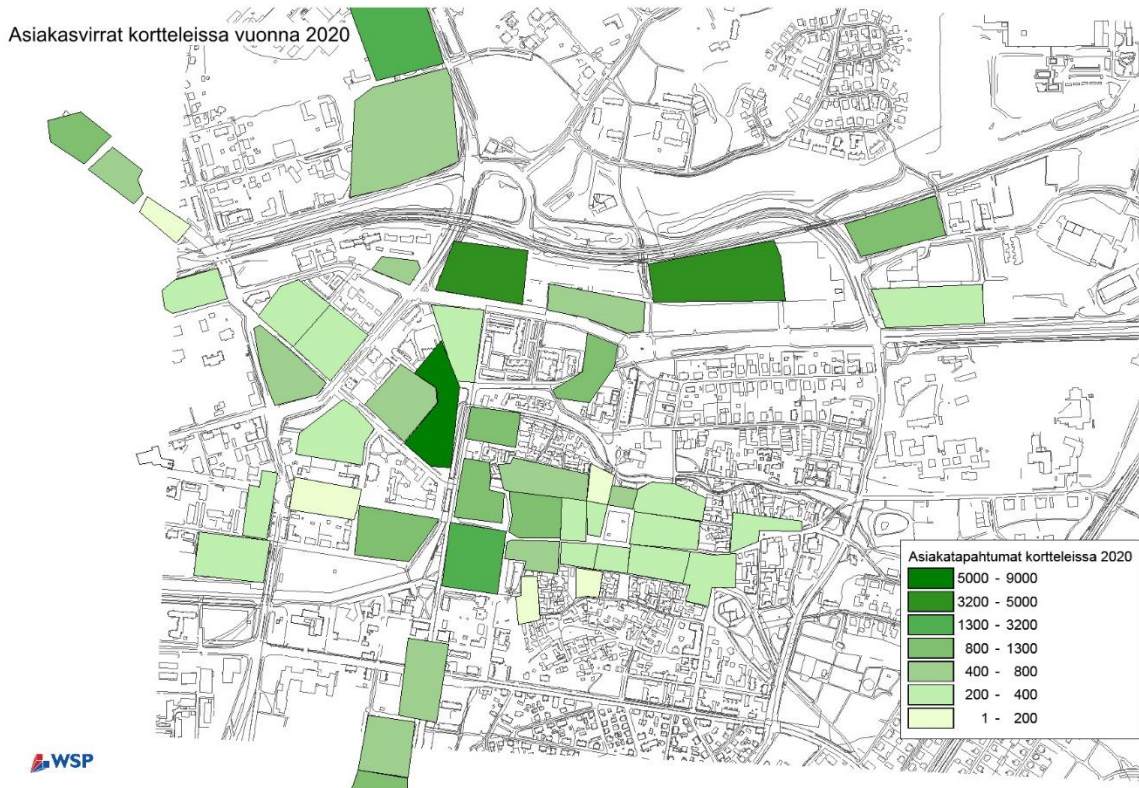 Asiakasvirrat kortteleissa vuonna 2020
Asiakatapahtumat kortteleissa 2020
5000 - 9000
3200 - 5000
1300 - 3200
800 - 1300
400 - 800
200 - 400
1 - 200
WSP